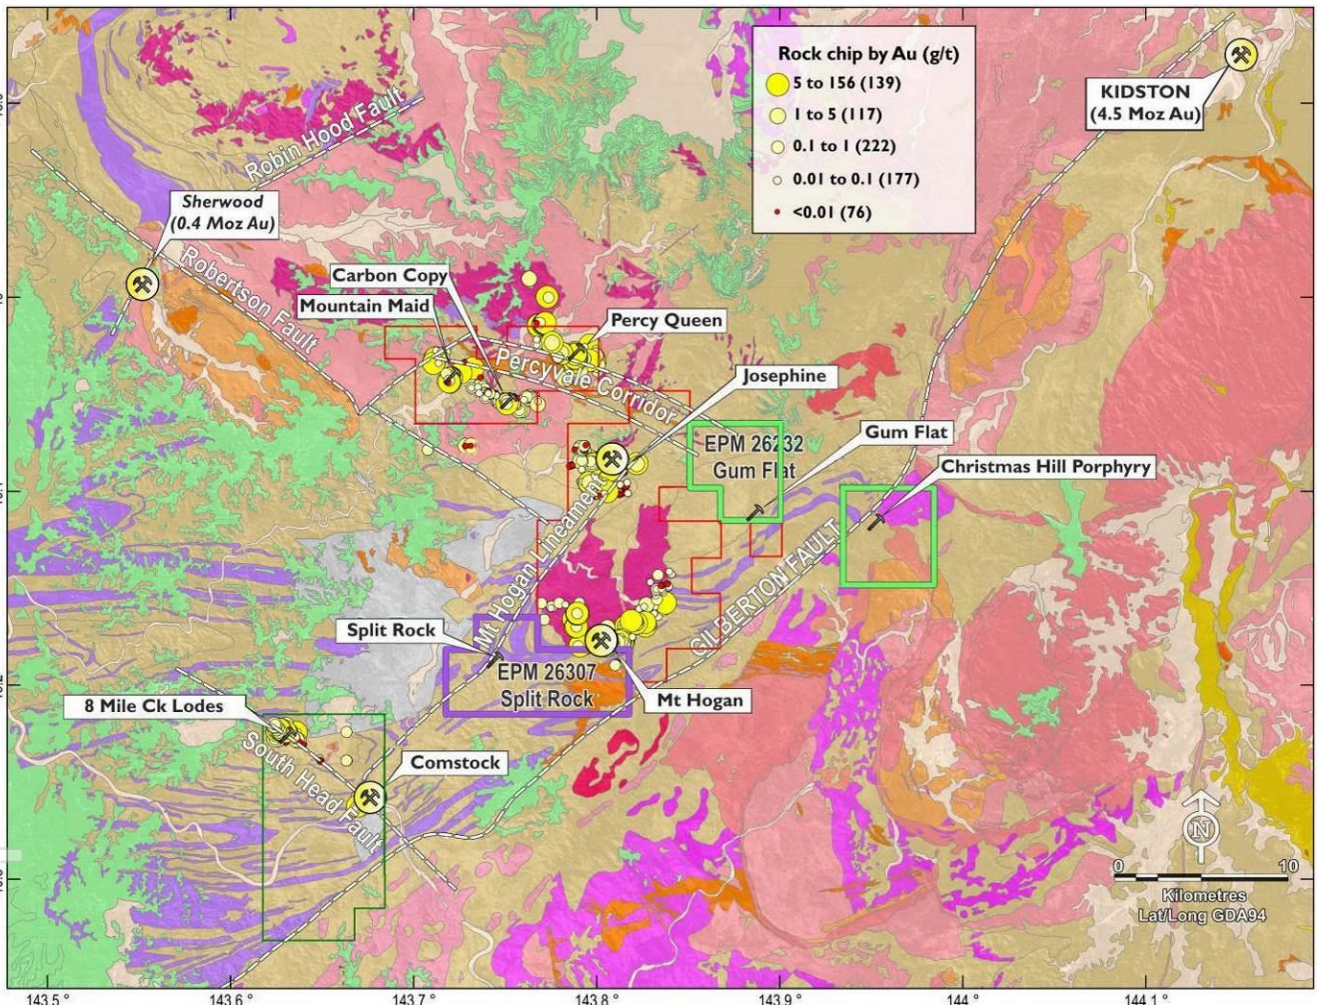 Rock chip by Au (g/t)
5 to 156 (139)
1 to 5 (117)
0.1 to 1 (222)
0.01 to 0.1 (177)
<0.01 (76)
KIDSTON
(4.5 Moz Au)
Robin Hood Fault
Sherwood
(0.4 Moz Au)
Robertson Fault
Carbon Copy
Mountain Maid
Percy Queen
Percyvale Corridor
Josephine
EPM 26232
Gum Flat
Gum Flat
Christmas Hill Porphyry
Mt Hogan Lineament
GILBERTON FAULT
Split Rock
EPM 26307
Split Rock
Mt Hogan
8 Mile Ck Lodes
South Head Fault
Comstock
N
0 10
Kilometres
Lat/Long GDA94
143.5 ° 143.6 ° 143.7 ° 143.8 ° 143.9 ° 144 ° 144.1 °